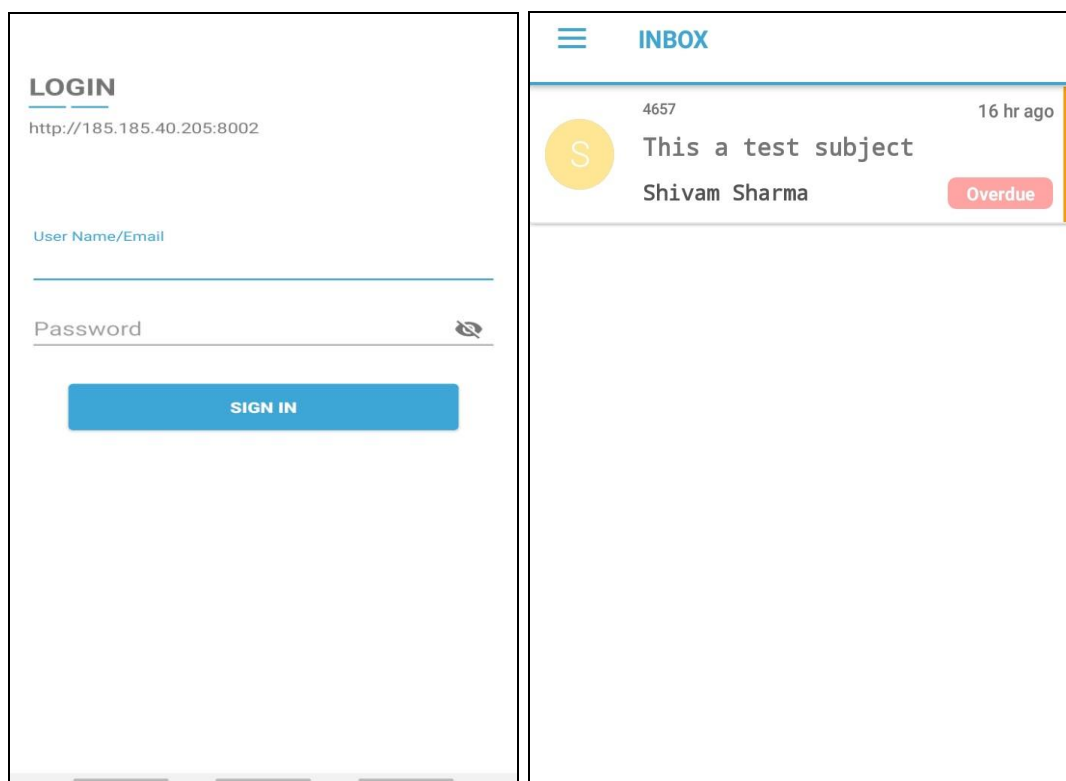 LOGIN
http://185.185.40.205:8002
User Name/Email
Password
SIGN IN
INBOX
4657
16 hr ago
S
This a test subject
Shivam Sharma
Overdue